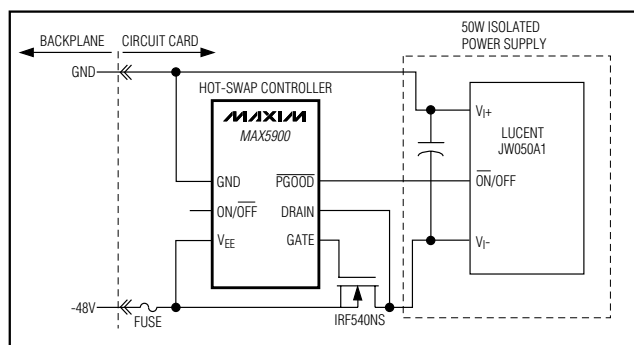 50W ISOLATED
POWER SUPPLY
BACKPLANE
CIRCUIT CARD
GND
HOT-SWAP CONTROLLER
MAXIM
MAX5900
GND
PGOOD
ON/OFF
DRAIN
VEE
GATE
VI+
LUCENT
JW050A1
ON/OFF
VI-
-48V
FUSE
IRF540NS